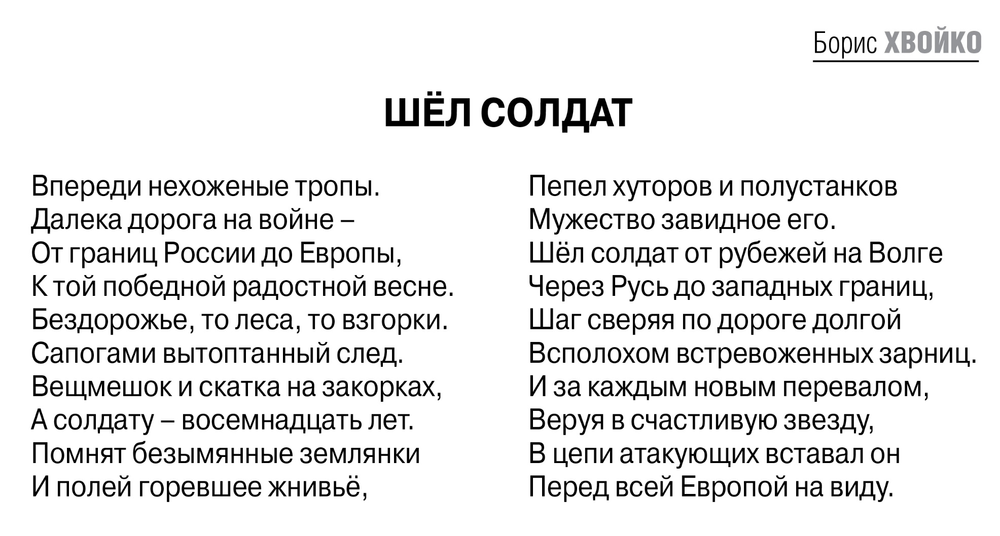 Борис ХВОЙКО
ШЁЛ СОЛДАТ
Впереди нехоженые тропы.
Далека дорога на войне –
От границ России до Европы,
К той победной радостной весне.
Бездорожье, то леса, то взгорки.
Сапогами вытоптанный след.
Вещмешок и скатка на закорках,
А солдату – восемнадцать лет.
Помнят безымянные землянки
И полей горевшее жнивьё,
Пепел хуторов и полустанков
Мужество завидное его.
Шёл солдат от рубежей на Волге
Через Русь до западных границ,
Шаг сверяя по дороге долгой
Всполохом встревоженных зарниц.
И за каждым новым перевалом,
Веруя в счастливую звезду,
В цепи атакующих вставал он
Перед всей Европой на виду.